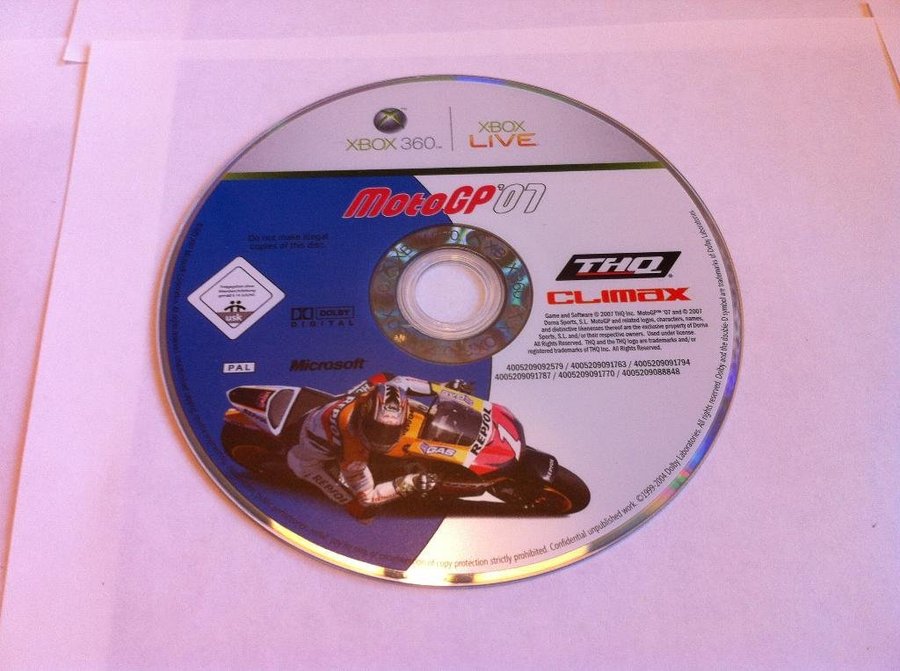 XBOX 360
XBOX
LIVE
MotoGP'07
Do not make illegal
copies of this disc.
usk
DOLBY
DIGITAL
THQ
CLIMAX
Game and Software © 2007 THQ Inc. MotoGP™ '07 and © 2007
Dorna Sports, S.L. MotoGP and related logos, characters, names,
and distinctive likenesses thereof are the exclusive property of Dorna
Sports, S.L. and/or their respective owners. Used under license.
All Rights Reserved. THQ and the THQ logo are trademarks and/or
registered trademarks of THQ Inc. All Rights Reserved.
PAL
Microsoft
4005209092579 / 4005209091763 / 4005209091794
4005209091787 / 4005209091770 / 4005209088848
REPSOL
GAS
1
REPSOL
of copy protection strictly prohibited. Confidential unpublished work. ©1999-2004 Dolby Laboratories. All rights reserved. Dolby and the double-D symbol are trademarks of Dolby Laboratories.